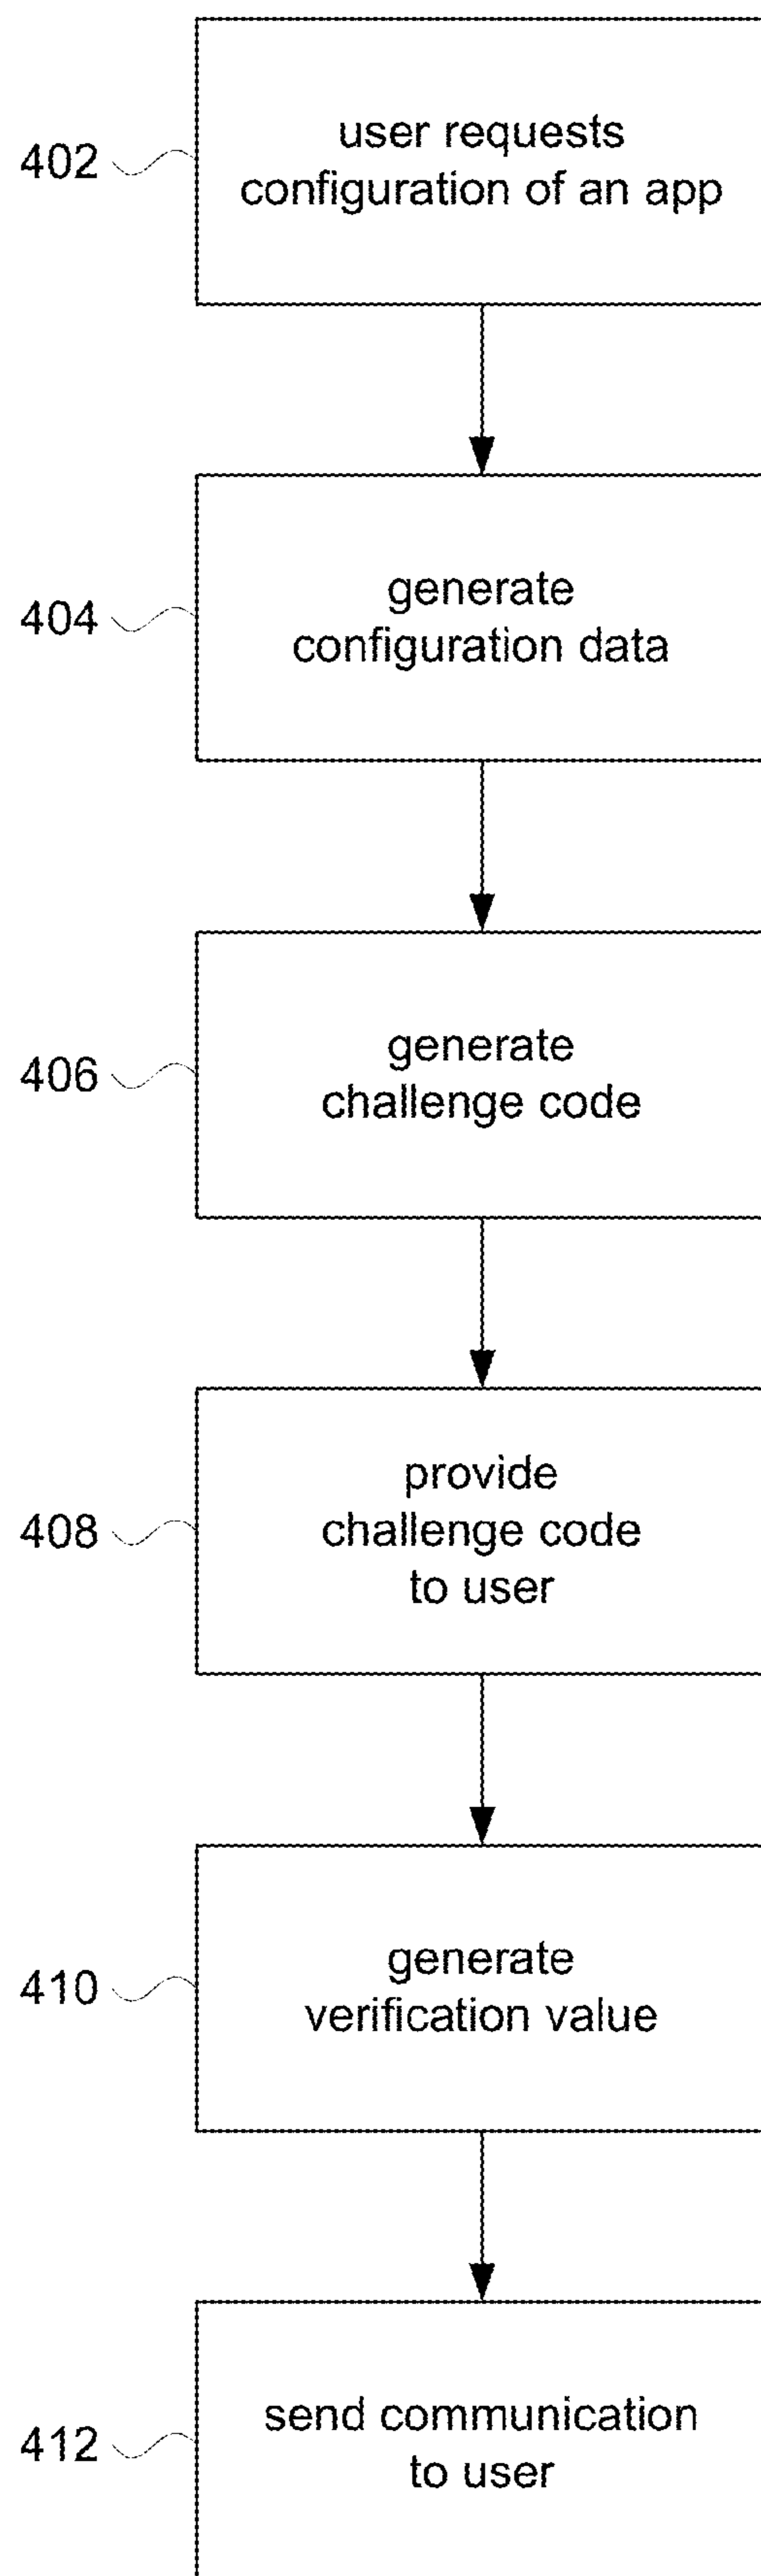 402
user requests
configuration of an app
404
generate
configuration data
406
generate
challenge code
408
provide
challenge code
to user
410
generate
verification value
412
send communication
to user